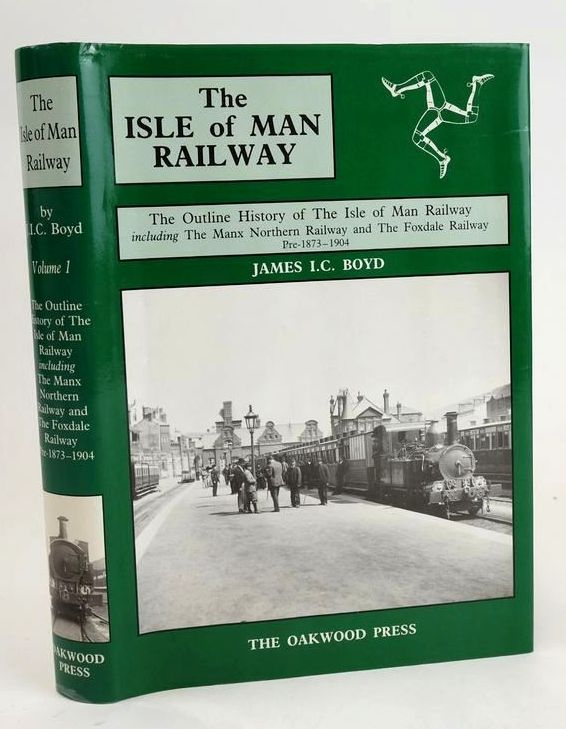 The
Isle of Man
Railway
by
J.I.C. Boyd
Volume 1
The Outline
History of The
Isle of Man
Railway
including
The Manx
Northern
Railway and
The Foxdale
Railway
Pre-1873–1904
OAKWOOD
PRESS
The
ISLE of MAN
RAILWAY
The Outline History of The Isle of Man Railway
including The Manx Northern Railway and The Foxdale Railway
Pre-1873–1904
JAMES I.C. BOYD
THE OAKWOOD PRESS